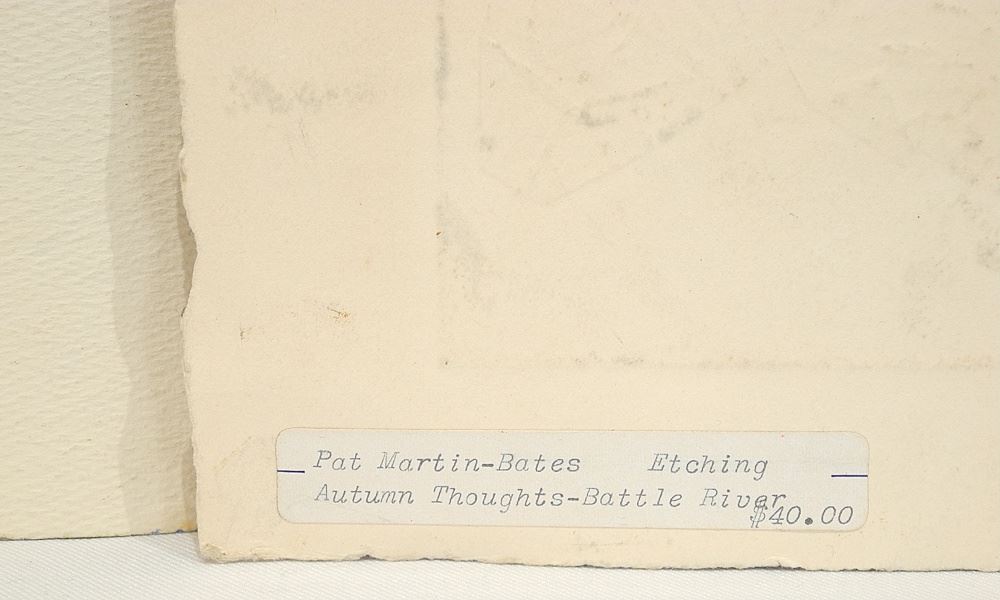 Pat Martin-Bates Etching
Autumn Thoughts-Battle River
$40.00